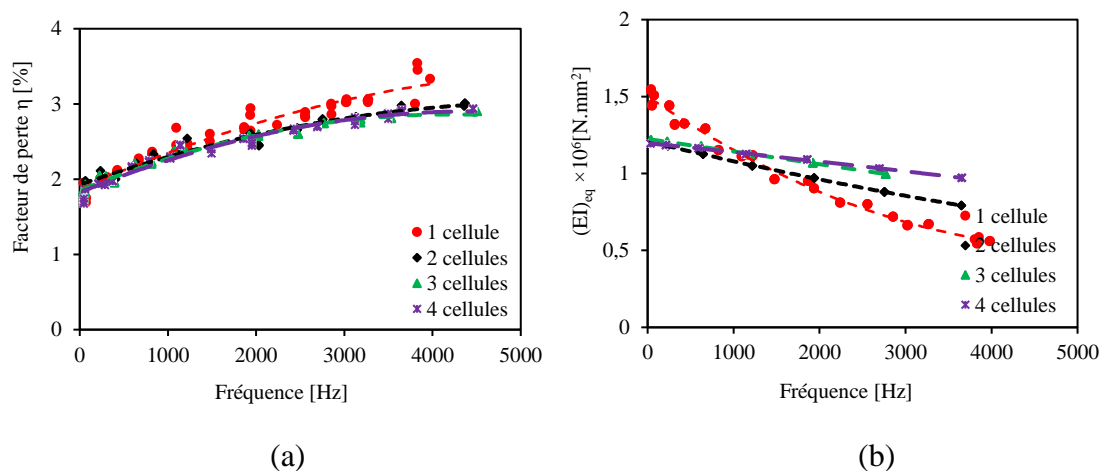 Facteur de perte η [%]
4
3
2
1
0
0 1000 2000 3000 4000 5000
Fréquence [Hz]
1 cellule
2 cellules
3 cellules
4 cellules
(a)
(EI)eq × 10⁶[N.mm²]
2
1,5
1
0,5
0
0 1000 2000 3000 4000 5000
Fréquence [Hz]
1 cellule
2 cellules
3 cellules
4 cellules
(b)